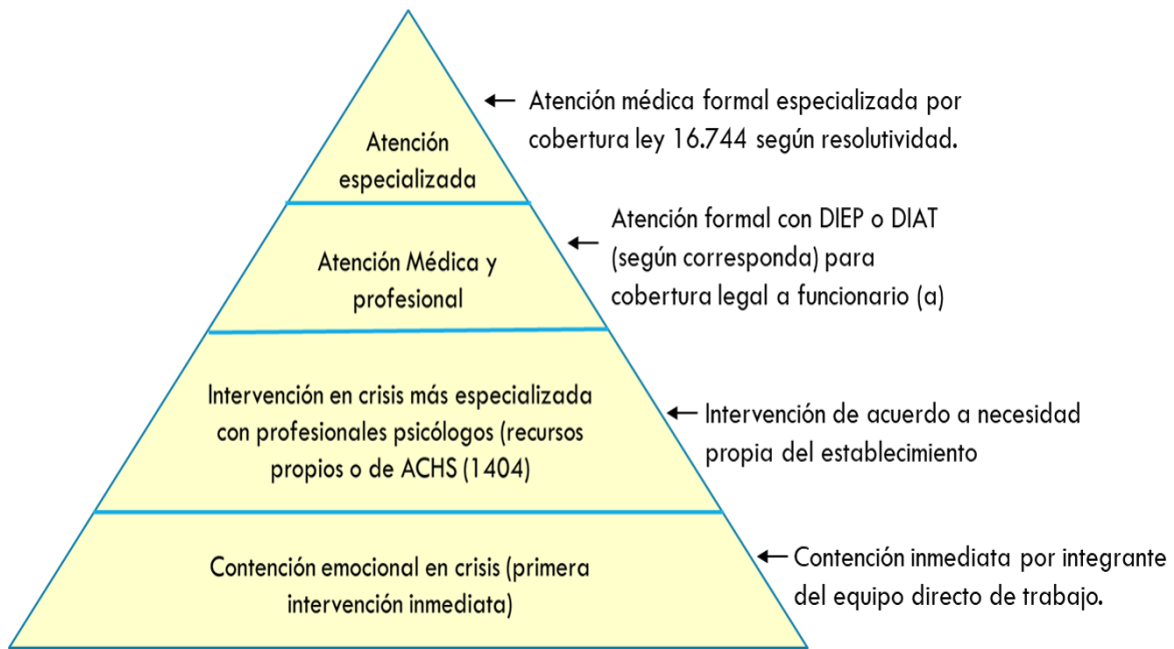 Atención
especializada
Atención médica formal especializada por
cobertura ley 16.744 según resolutividad.
Atención Médica y
profesional
Atención formal con DIEP o DIAT
(según corresponda) para
cobertura legal a funcionario (a)
Intervención en crisis más especializada
con profesionales psicólogos (recursos
propios o de ACHS (1404)
Intervención de acuerdo a necesidad
propia del establecimiento
Contención emocional en crisis (primera
intervención inmediata)
Contención inmediata por integrante
del equipo directo de trabajo.